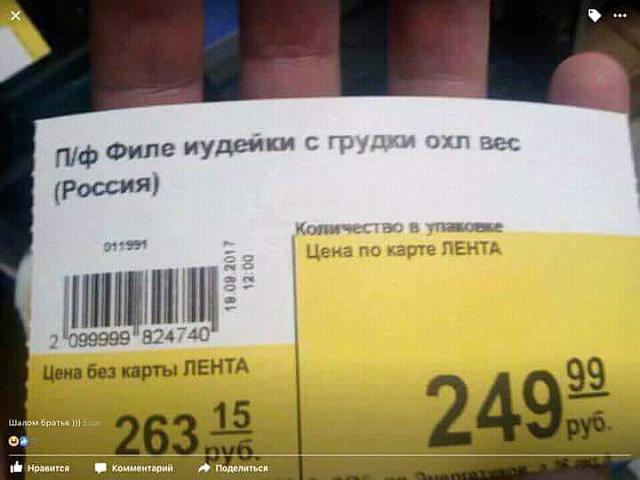 П/ф Филе иудейки с грудки охл вес
(Россия)
Количество в упаковке
011991
19.09.2017
12:00
Цена по карте ЛЕНТА
2 099999 824740
Цена без карты ЛЕНТА
249 99
руб.
263 15
руб.
Шалом братья ))) Еще
Нравится Комментарий Поделиться